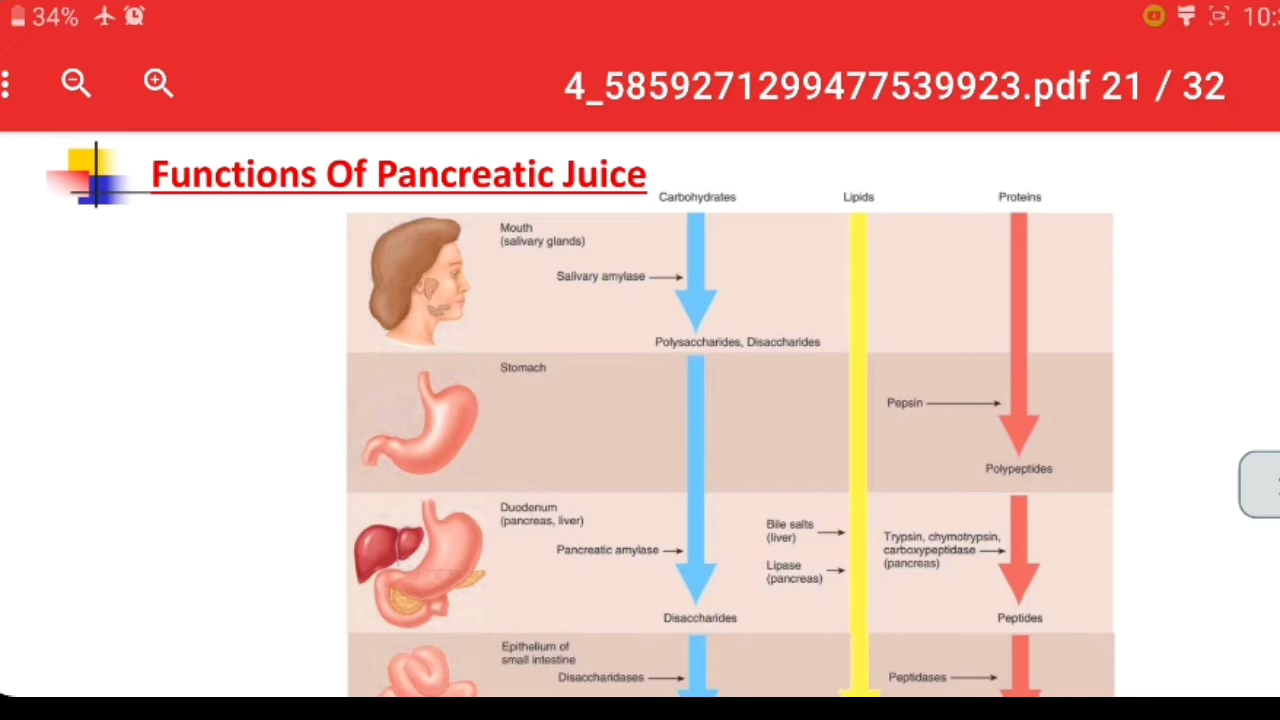 34%
10:
4_5859271299477539923.pdf 21 / 32
Functions Of Pancreatic Juice
Carbohydrates
Lipids
Proteins
Mouth
(salivary glands)
Salivary amylase
Polysaccharides, Disaccharides
Stomach
Pepsin
Polypeptides
Duodenum
(pancreas, liver)
Pancreatic amylase
Bile salts
(liver)
Lipase
(pancreas)
Trypsin, chymotrypsin,
carboxypeptidase
(pancreas)
Disaccharides
Peptides
Epithelium of
small intestine
Disaccharidases
Peptidases